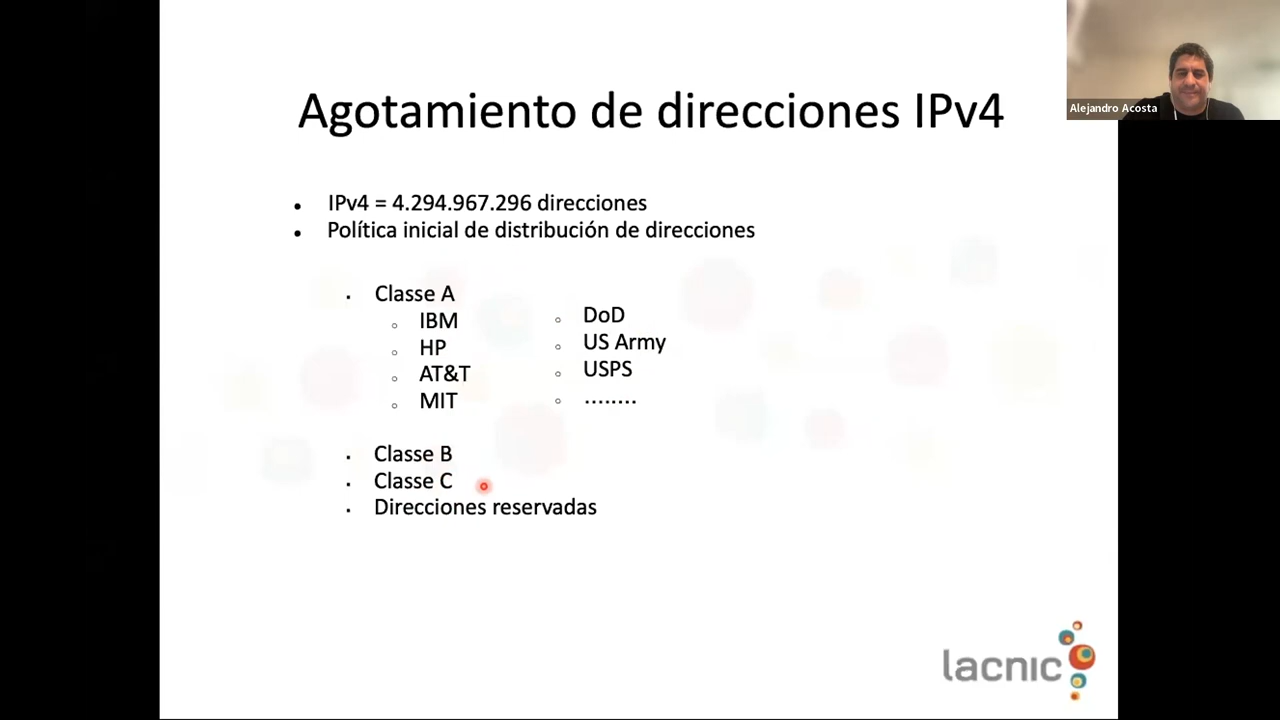 Agotamiento de direcciones IPv4
Alejandro Acosta
IPv4 = 4.294.967.296 direcciones
Política inicial de distribución de direcciones
Classe A
IBM
HP
AT&T
MIT
DoD
US Army
USPS
........
Classe B
Classe C
Direcciones reservadas
lacnic